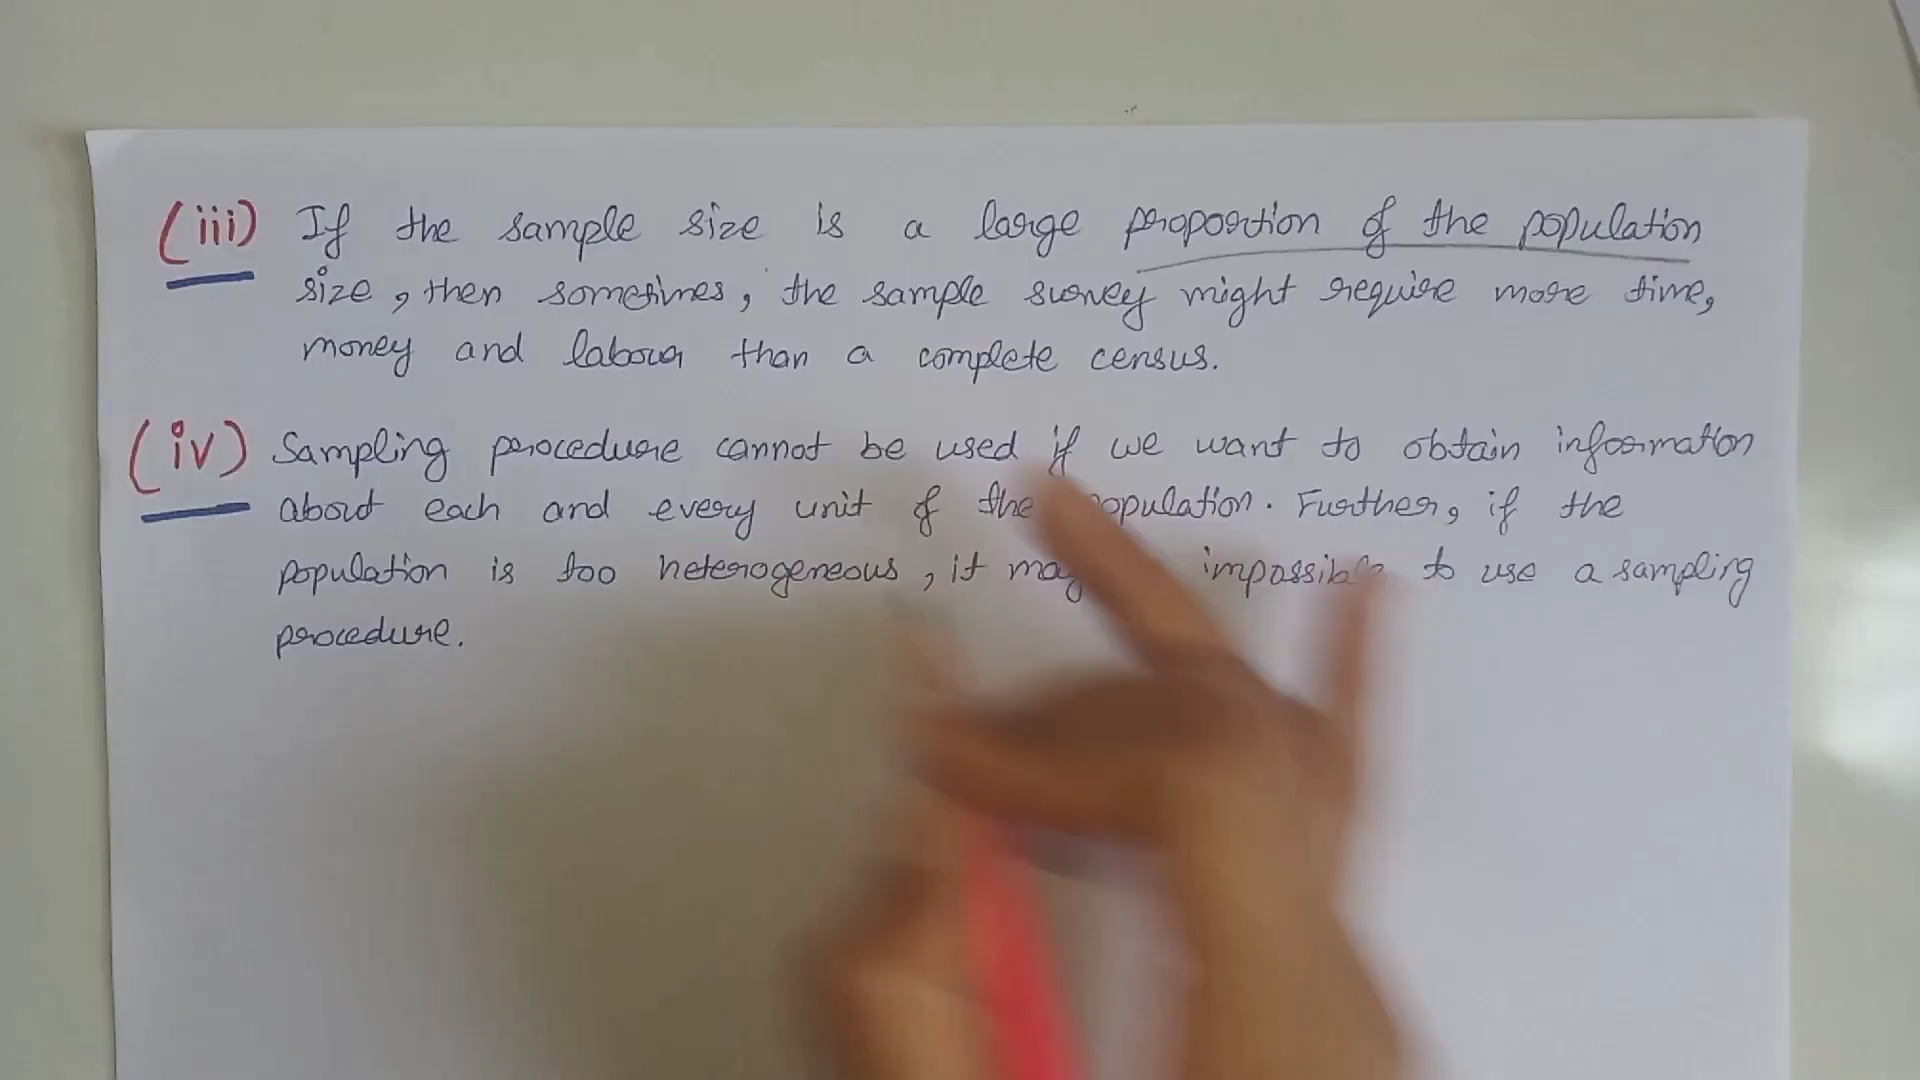 (iii) If the sample size is a large proportion of the population
size, then sometimes, the sample survey might require more time,
money and labour than a complete census.
(iv) Sampling procedure cannot be used if we want to obtain information
about each and every unit of the opulation. Further, if the
population is too heterogeneous, it may impossible to use a sampling
procedure.